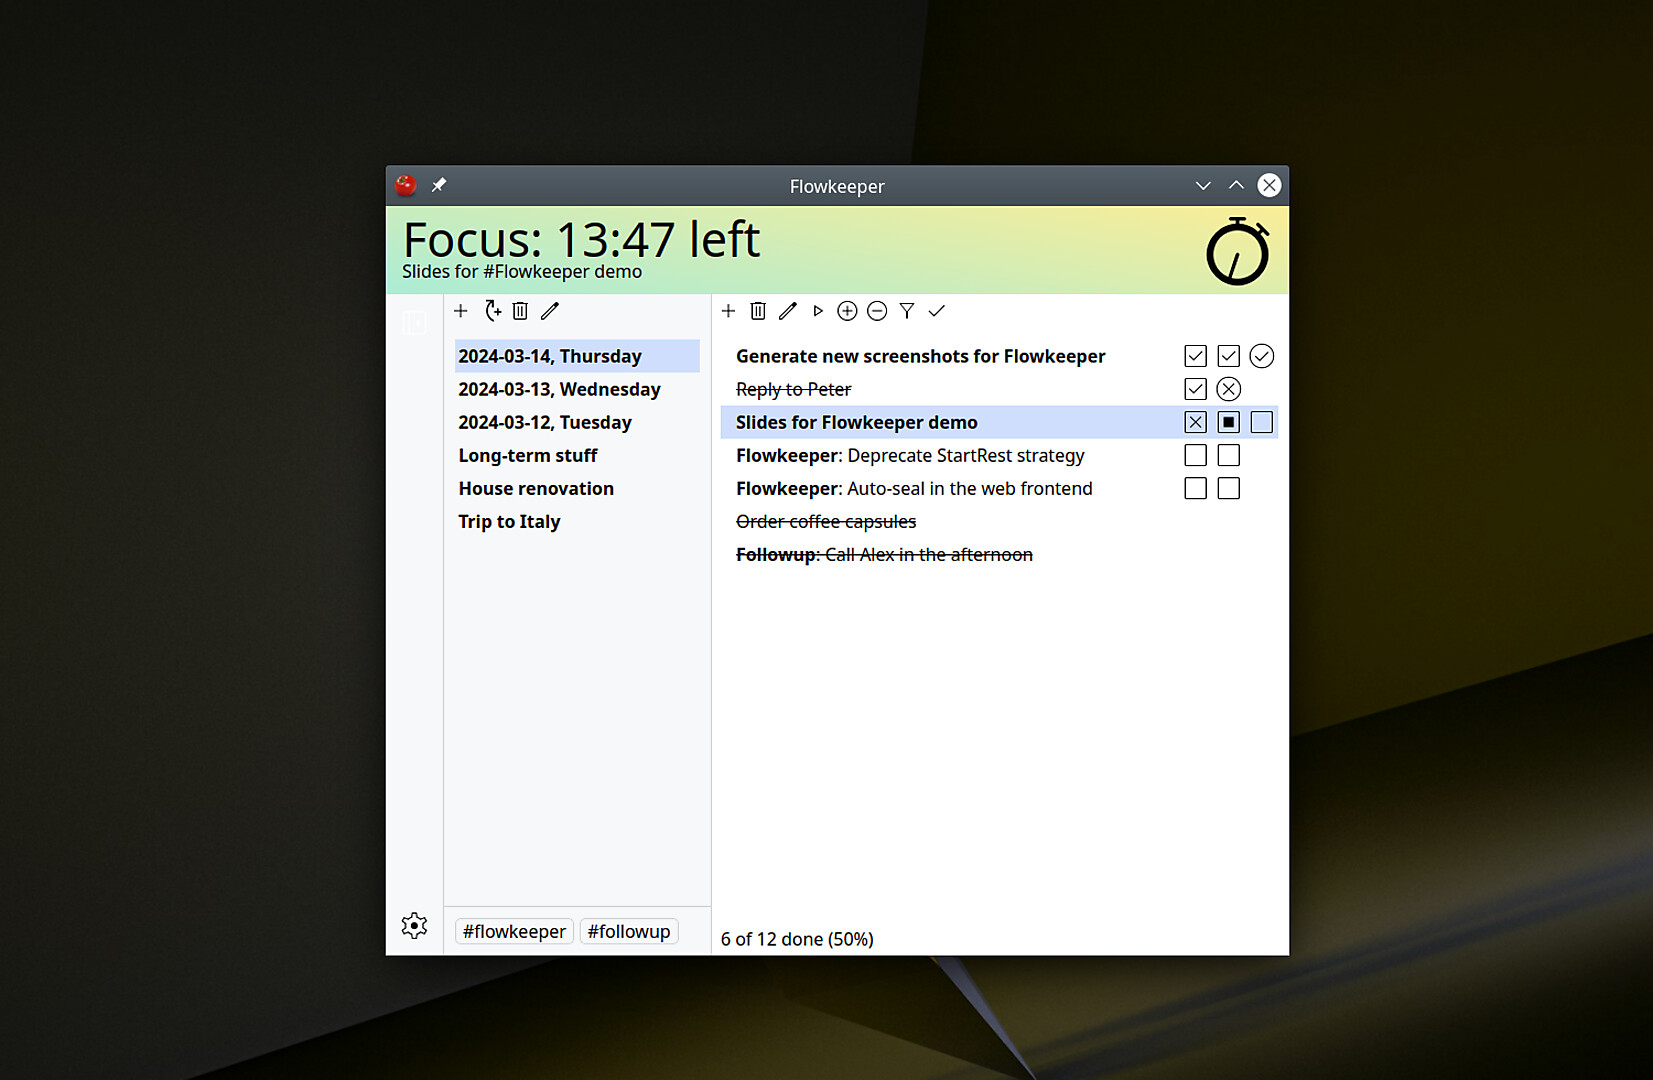 Flowkeeper
Focus: 13:47 left
Slides for #Flowkeeper demo
2024-03-14, Thursday
2024-03-13, Wednesday
2024-03-12, Tuesday
Long-term stuff
House renovation
Trip to Italy
#flowkeeper #followup
Generate new screenshots for Flowkeeper
Reply to Peter
Slides for Flowkeeper demo
Flowkeeper: Deprecate StartRest strategy
Flowkeeper: Auto-seal in the web frontend
Order coffee capsules
Followup: Call Alex in the afternoon
6 of 12 done (50%)